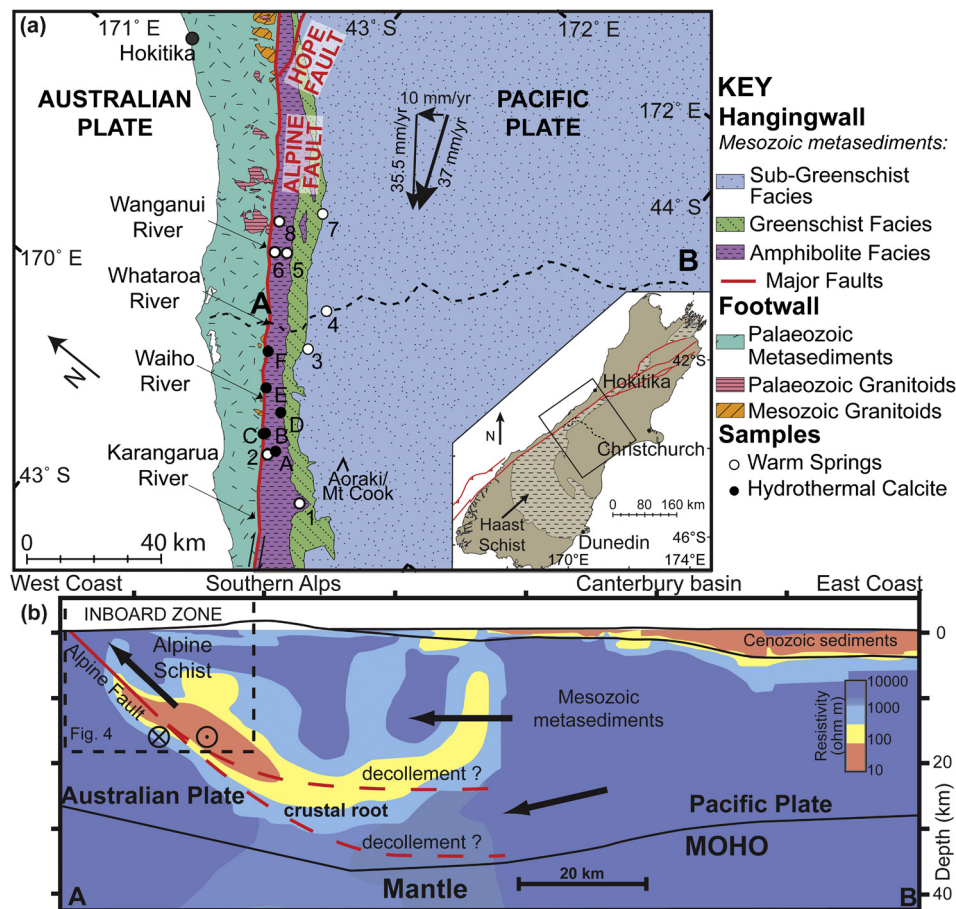 (a)
171° E
43° S
172° E
Hokitika
HOPE
FAULT
AUSTRALIAN
PLATE
PACIFIC
PLATE
10 mm/yr
35.5 mm/yr
37 mm/yr
172° E
ALPINE
FAULT
44° S
Wanganui
River
8
7
170° E
6
5
B
Whataroa
River
A
4
Waiho
River
F
3
E
D
C
B
2
A
N
Karangarua
River
43°
S
Aoraki/
Mt Cook
1
0
40 km
42°S
Hokitika
N
Christchurch
0 80 160 km
Haast
Schist
46°S
Dunedin
170°E
174°E
KEY
Hangingwall
Mesozoic metasediments:
Sub-Greenschist
Facies
Greenschist Facies
Amphibolite Facies
Major Faults
Footwall
Palaeozoic
Metasediments
Palaeozoic Granitoids
Mesozoic Granitoids
Samples
Warm Springs
Hydrothermal Calcite
West Coast
Southern Alps
Canterbury basin
East Coast
(b)
INBOARD ZONE
Alpine
Schist
Alpine Fault
Fig. 4
Mesozoic
metasediments
Cenozoic sediments
Resistivity
(ohm m)
10000
1000
100
10
decollement ?
crustal root
decollement ?
Australian Plate
Pacific Plate
MOHO
Mantle
20 km
A
B
0
10
20
30
40
Depth (km)